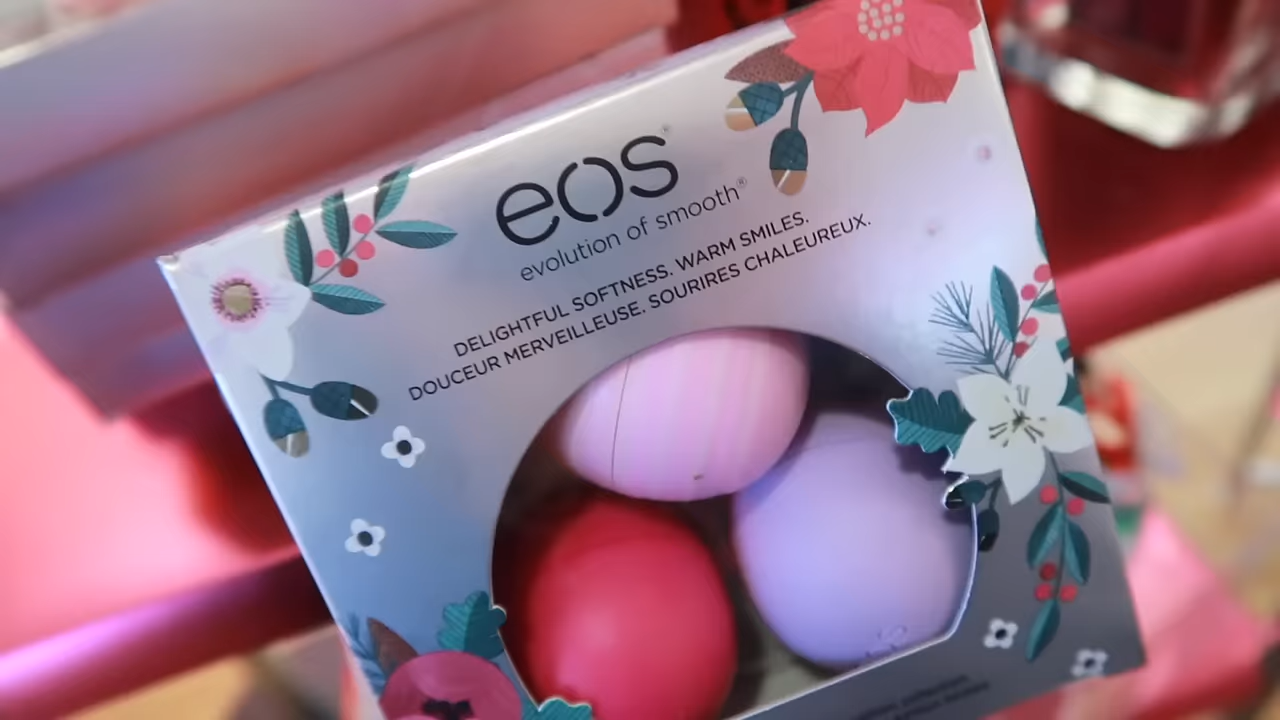 eos®
evolution of smooth®
DELIGHTFUL SOFTNESS. WARM SMILES.
DOUCEUR MERVEILLEUSE. SOURIRES CHALEUREUX.